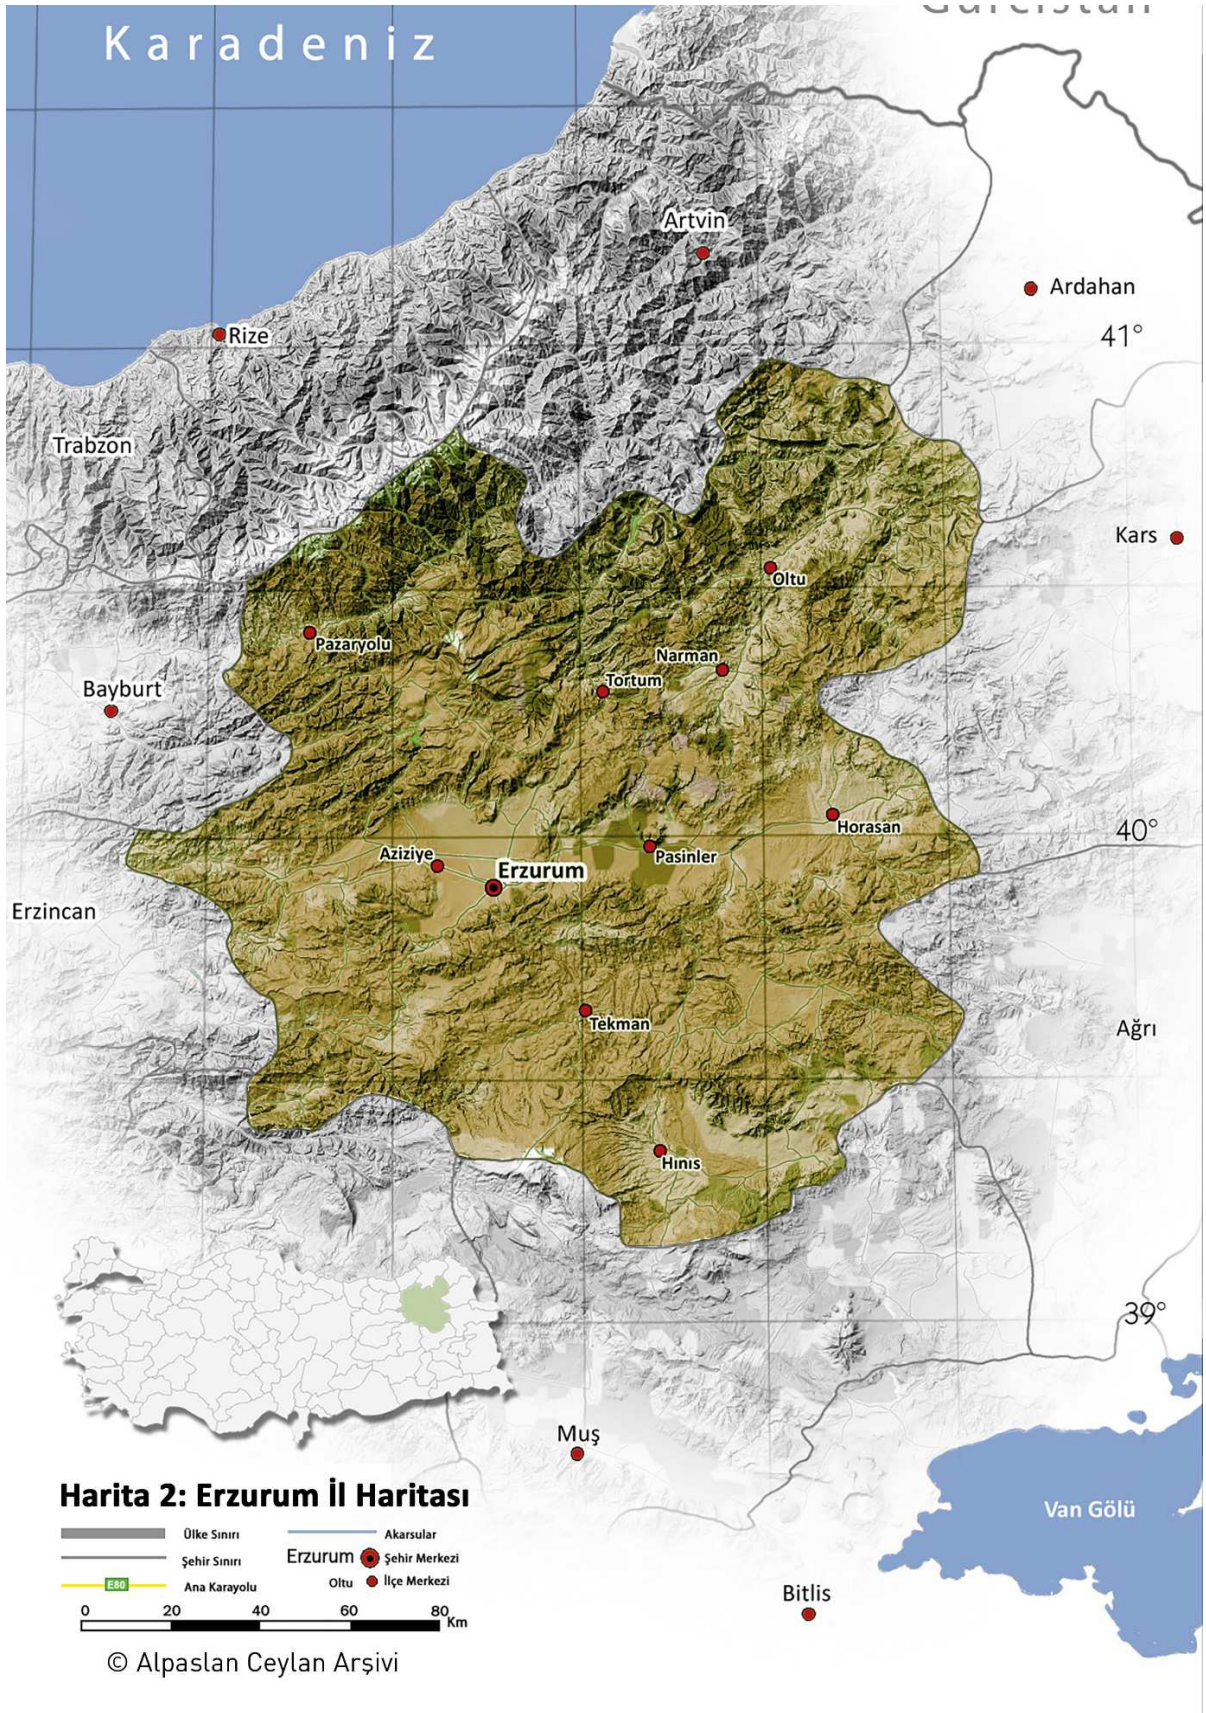 Gürcistan
Karadeniz
Artvin
Ardahan
41°
Rize
Trabzon
Kars
Oltu
Pazaryolu
Narman
Tortum
Bayburt
Horasan
40°
Aziziye
Pasinler
Erzurum
Erzincan
Tekman
Ağrı
Hınıs
39°
Muş
Harita 2: Erzurum İl Haritası
Van Gölü
Ülke Sınırı
Akarsular
Şehir Sınırı
Erzurum Şehir Merkezi
E80 Ana Karayolu
Oltu İlçe Merkezi
0 20 40 60 80 Km
Bitlis
© Alpaslan Ceylan Arşivi